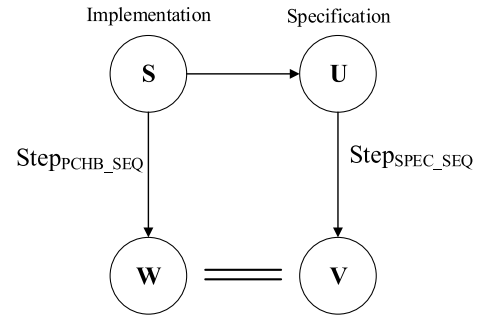 Implementation Specification
S U
StepPCHB_SEQ StepSPEC_SEQ
W V